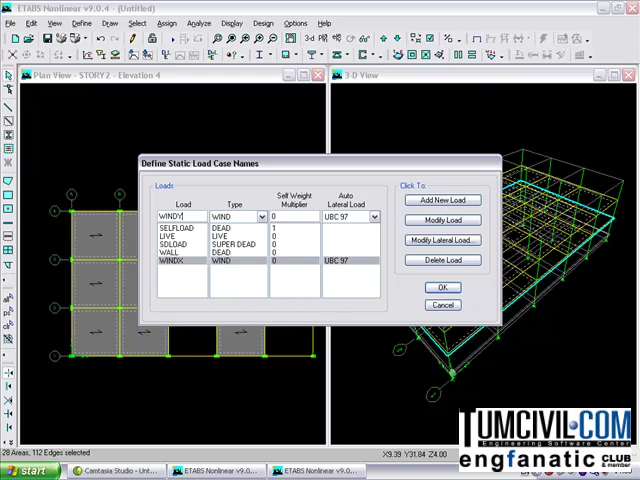 ETABS Nonlinear v9.0.4 - (Untitled)
File Edit View Define Draw Select Assign Analyze Display Design Options Help
Plan View - STORY2 - Elevation 4
3-D View
Define Static Load Case Names
Loads
Click To:
Load Type Self Weight Multiplier Auto Lateral Load
WINDY WIND 0 UBC 97
SELFLOAD DEAD 1
LIVE LIVE 0
SDLOAD SUPER DEAD 0
WALL DEAD 0
WINDX WIND 0 UBC 97
Add New Load
Modify Load
Modify Lateral Load...
Delete Load
OK
Cancel
28 Areas, 112 Edges selected
X9.39 Y31.84 Z4.00
TUMCIVIL.COM
Engineering Software Center
engfanatic CLUB
& member
start
Camtasia Studio - Unt...
ETABS Nonlinear v9.0...
ETABS Nonlinear v9.0...